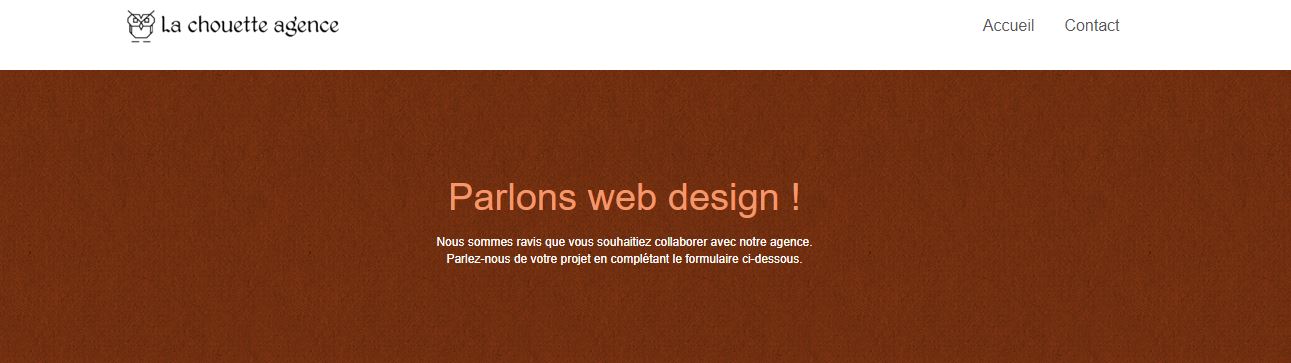 La chouette agence
Accueil Contact
Parlons web design !
Nous sommes ravis que vous souhaitiez collaborer avec notre agence.
Parlez-nous de votre projet en complétant le formulaire ci-dessous.